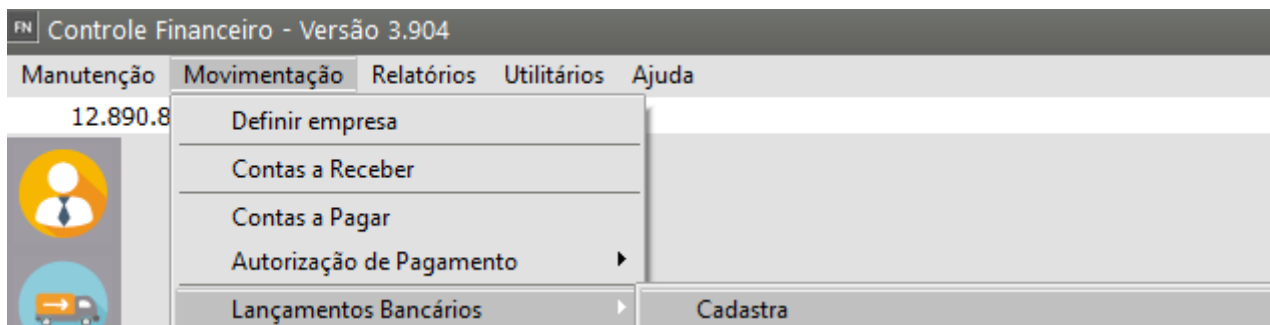 FN Controle Financeiro - Versão 3.904
Manutenção Movimentação Relatórios Utilitários Ajuda
12.890.8
Definir empresa
Contas a Receber
Contas a Pagar
Autorização de Pagamento
Lançamentos Bancários Cadastra